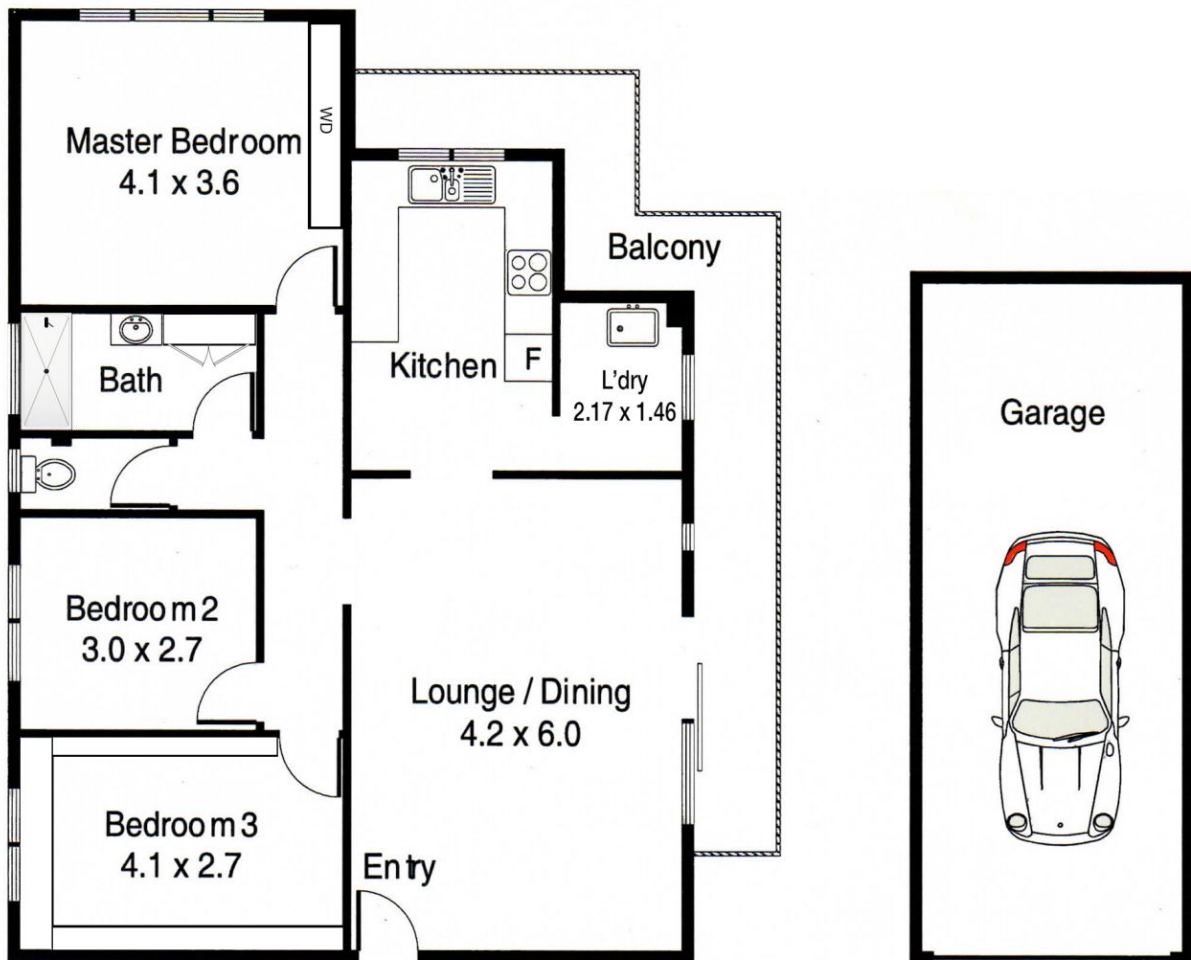 WD
Master Bedroom
4.1 x 3.6
Balcony
Kitchen
F
L'dry
2.17 x 1.46
Bath
Garage
Bedroom 2
3.0 x 2.7
Lounge / Dining
4.2 x 6.0
Bedroom 3
4.1 x 2.7
Entry